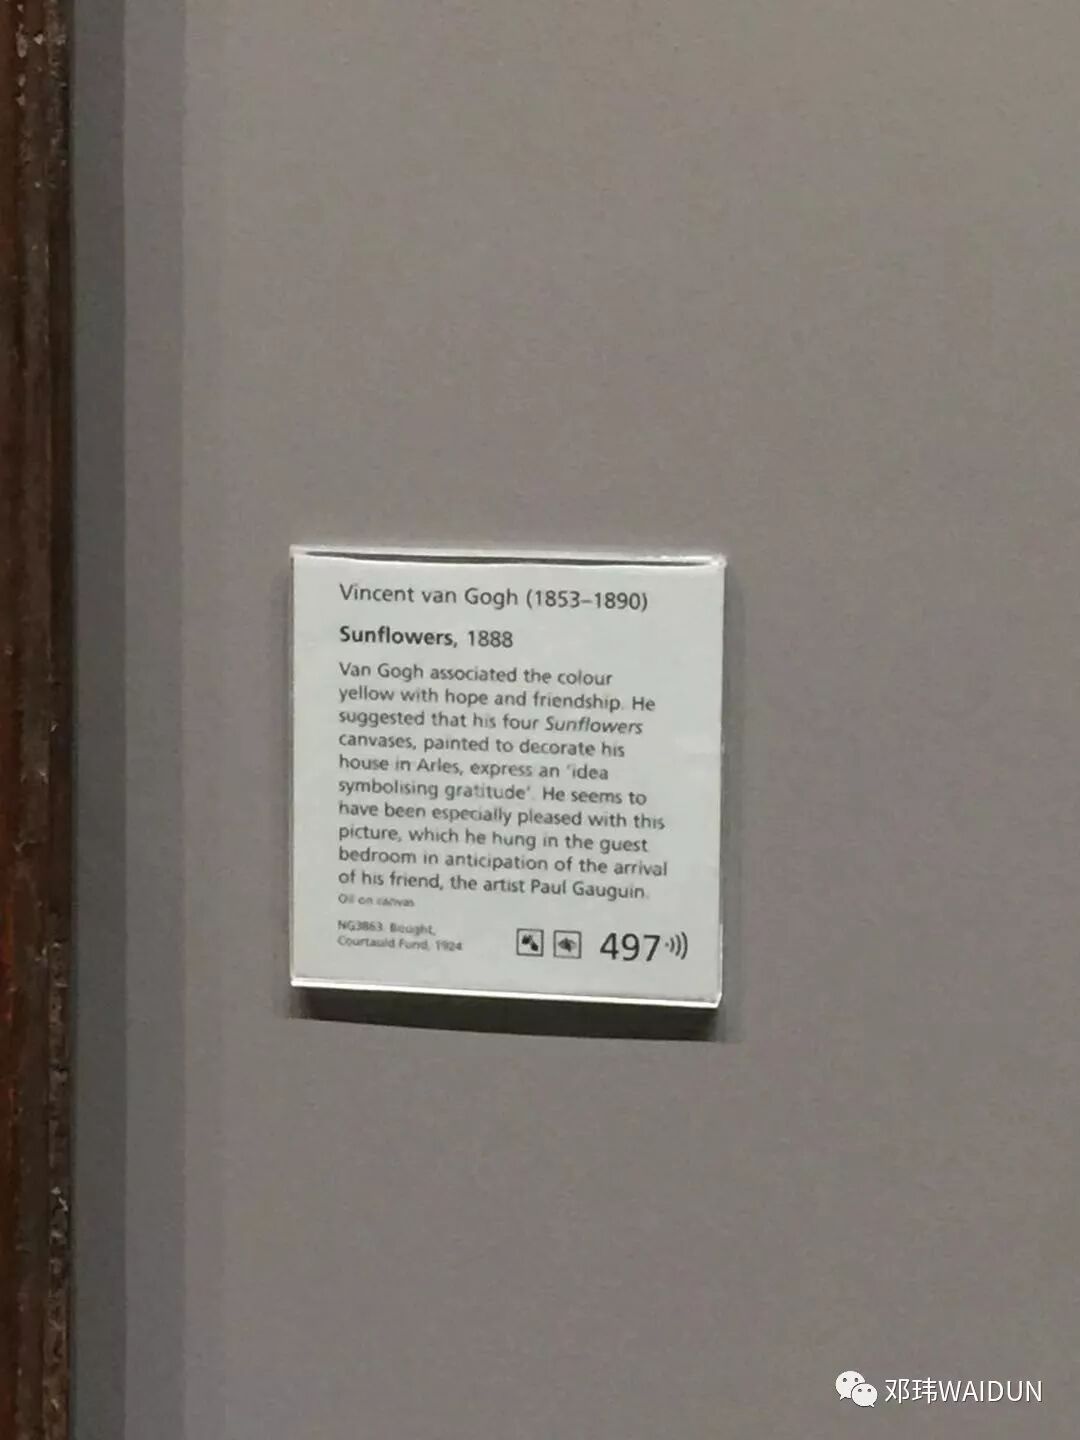 Vincent van Gogh (1853–1890)
Sunflowers, 1888
Van Gogh associated the colour
yellow with hope and friendship. He
suggested that his four Sunflowers
canvases, painted to decorate his
house in Arles, express an 'idea
symbolising gratitude'. He seems to
have been especially pleased with this
picture, which he hung in the guest
bedroom in anticipation of the arrival
of his friend, the artist Paul Gauguin.
Oil on canvas
NG3863. Bought,
Courtauld Fund, 1924
497
邓玮WAIDUN